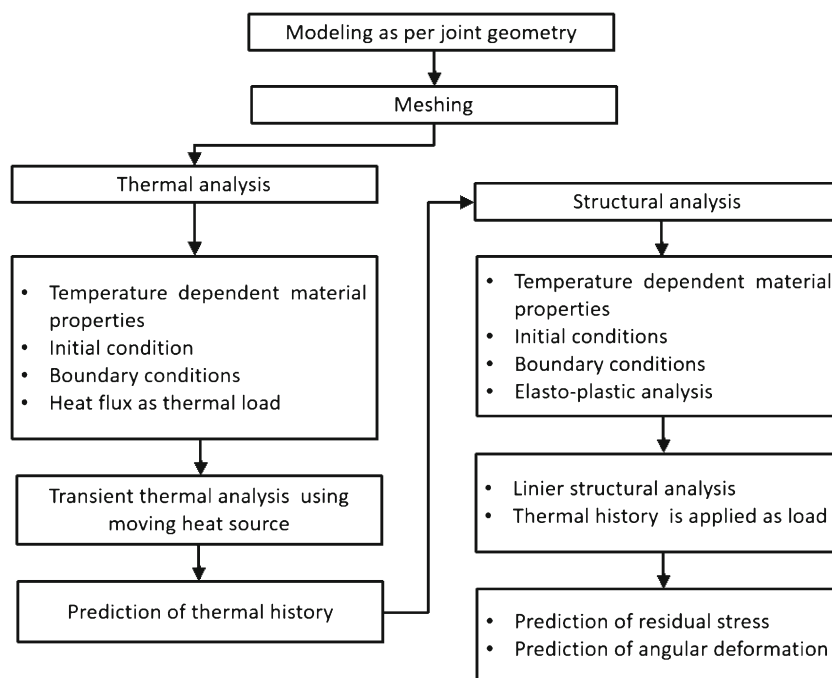 Modeling as per joint geometry
Meshing
Thermal analysis
• Temperature dependent material
properties
• Initial condition
• Boundary conditions
• Heat flux as thermal load
Transient thermal analysis using
moving heat source
Prediction of thermal history
Structural analysis
• Temperature dependent material
properties
• Initial conditions
• Boundary conditions
• Elasto-plastic analysis
• Linier structural analysis
• Thermal history is applied as load
• Prediction of residual stress
• Prediction of angular deformation